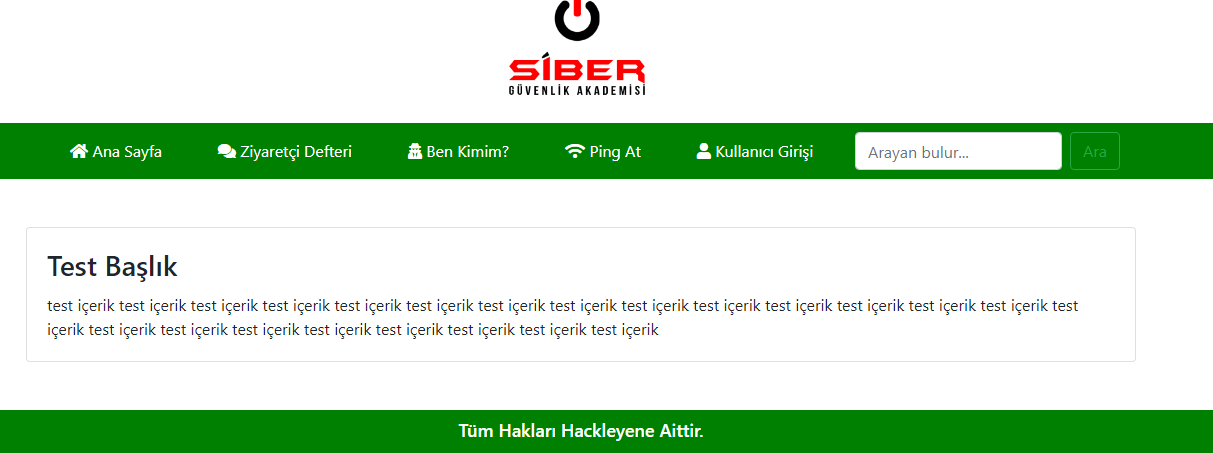 SİBER
GÜVENLİK AKADEMİSİ
Ana Sayfa Ziyaretçi Defteri Ben Kimim? Ping At Kullanıcı Girişi Arayan bulur... Ara
Test Başlık
test içerik test içerik test içerik test içerik test içerik test içerik test içerik test içerik test içerik test içerik test içerik test içerik test içerik test içerik test
içerik test içerik test içerik test içerik test içerik test içerik test içerik test içerik test içerik
Tüm Hakları Hackleyene Aittir.